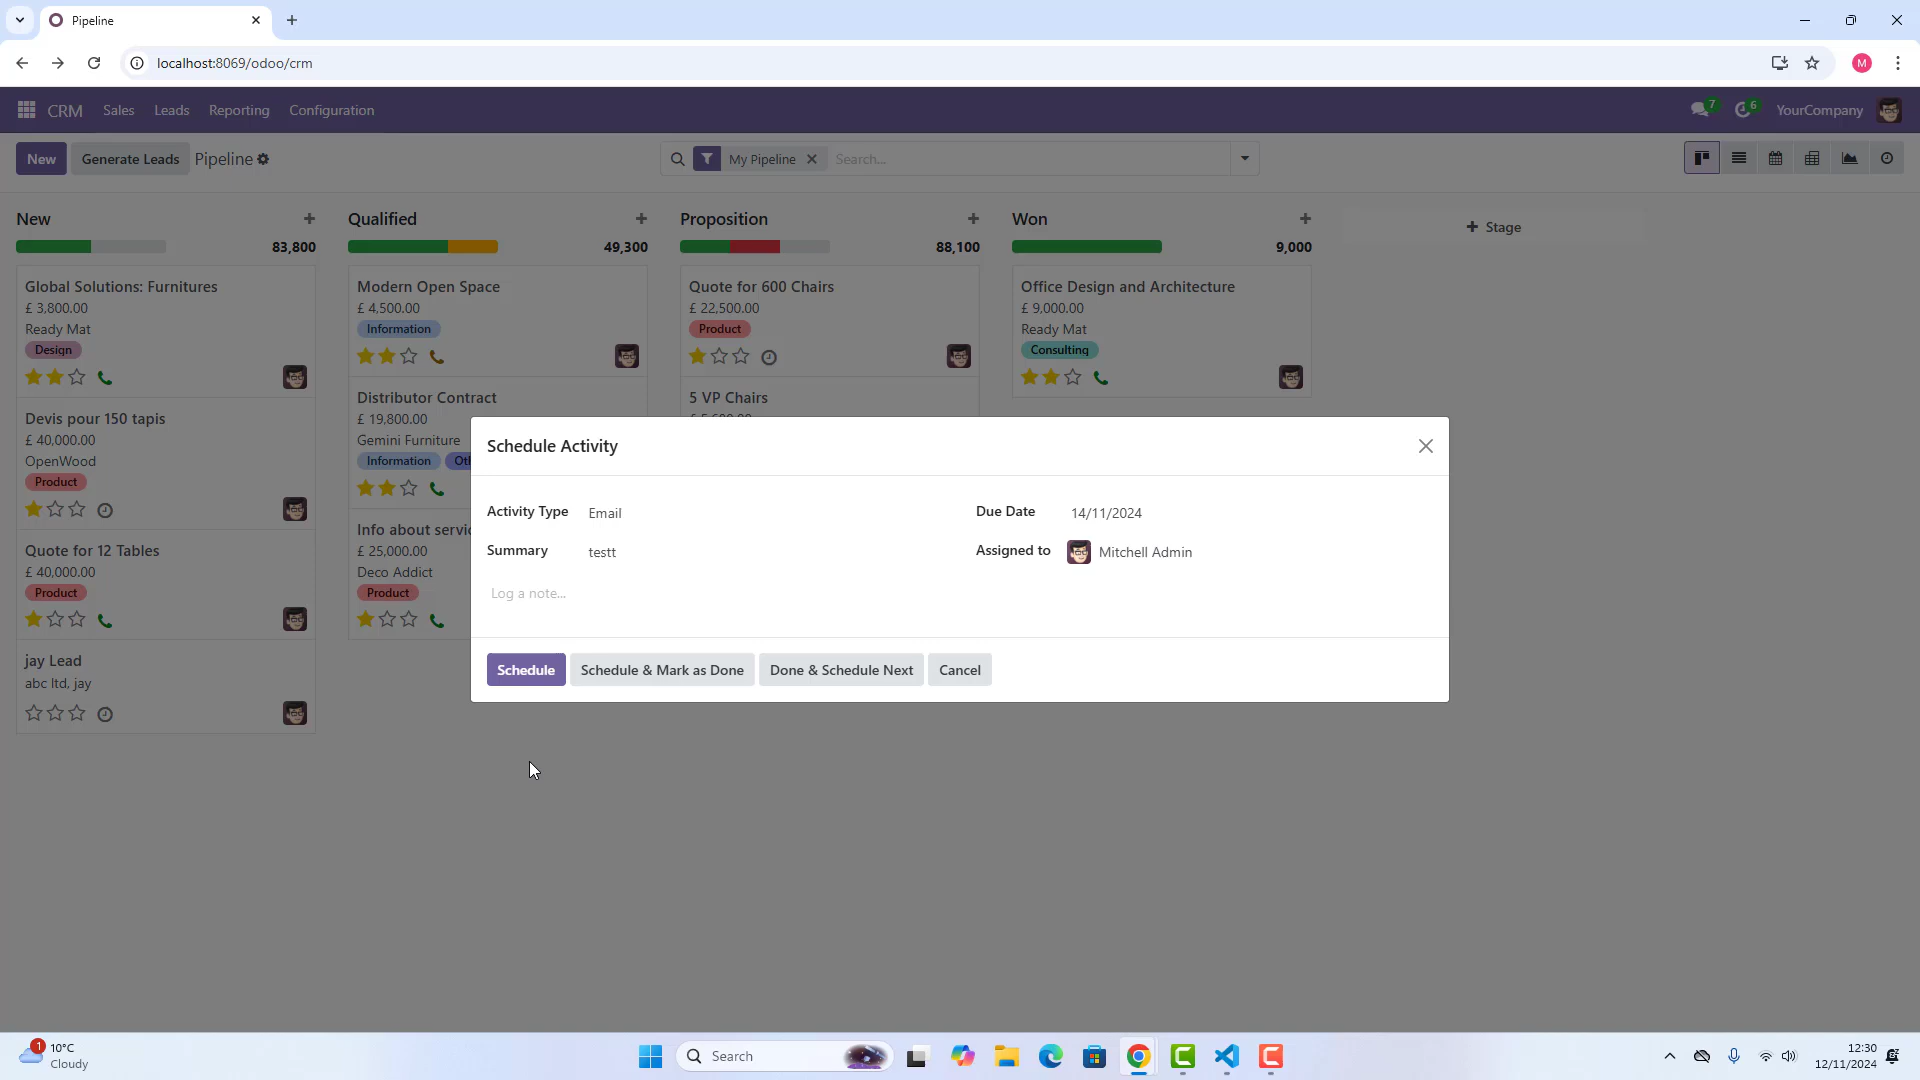 Pipeline
localhost:8069/odoo/crm
M
CRM Sales Leads Reporting Configuration
7 6 YourCompany
New Generate Leads Pipeline My Pipeline Search...
New
83,800
Global Solutions: Furnitures
£ 3,800.00
Ready Mat
Design
Devis pour 150 tapis
£ 40,000.00
OpenWood
Product
Quote for 12 Tables
£ 40,000.00
Product
jay Lead
abc ltd, jay
Qualified
49,300
Modern Open Space
£ 4,500.00
Information
Distributor Contract
£ 19,800.00
Gemini Furniture
Information
Info about servic
£ 25,000.00
Deco Addict
Product
Proposition
88,100
Quote for 600 Chairs
£ 22,500.00
Product
5 VP Chairs
Won
9,000
Office Design and Architecture
£ 9,000.00
Ready Mat
Consulting
Stage
Schedule Activity
Activity Type Email
Due Date 14/11/2024
Summary testt
Assigned to Mitchell Admin
Log a note...
Schedule Schedule & Mark as Done Done & Schedule Next Cancel
1
10°C
Cloudy
Search
12:30
12/11/2024